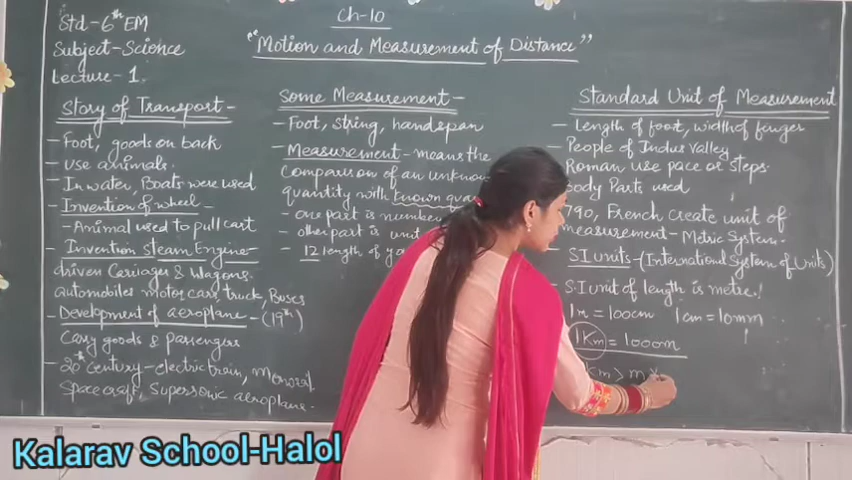 Std-6th EM
Subject-Science
Lecture-1
Ch-10
"Motion and Measurement of Distance"
Story of Transport-
- Foot, goods on back
- use animals.
- In water, Boats were used
- Invention of wheel-
- Animal used to pull cart
- Invention steam Engine-
driven Carriages & Wagons.
automobiles motor cars, truck, Buses
- Development of aeroplane-(19th)
Carry goods & passengers
- 20th Century-electric train, monorail.
Spacecraft, Supersonic aeroplane.
Some Measurement-
- Foot, string, handspan
- Measurement- means the
Comparison of an unknow
quantity with known qua
- one part is number
- other part is unit
- 12 length of
Standard Unit of Measurement
- Length of foot, width of finger
- People of Indus Valley
Roman use pace or steps.
body Parts used
1790, French create unit of
measurement- Metric System.
- SI units-(International System of Units)
- S.I unit of length is metre.
1m = 100cm 1cm = 10mm
1Km = 1000m
Km > m
Kalarav School-Halol